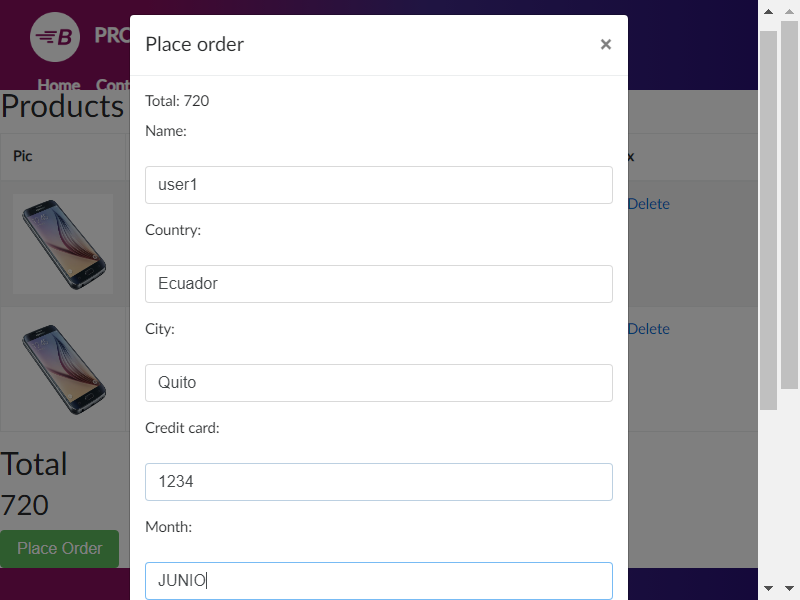 B PRO
Place order ×
Home Cont
Products
Total: 720
Name:
Pic
x
user1
Delete
Country:
Ecuador
City:
Delete
Quito
Credit card:
Total
1234
720
Month:
Place Order
JUNIO